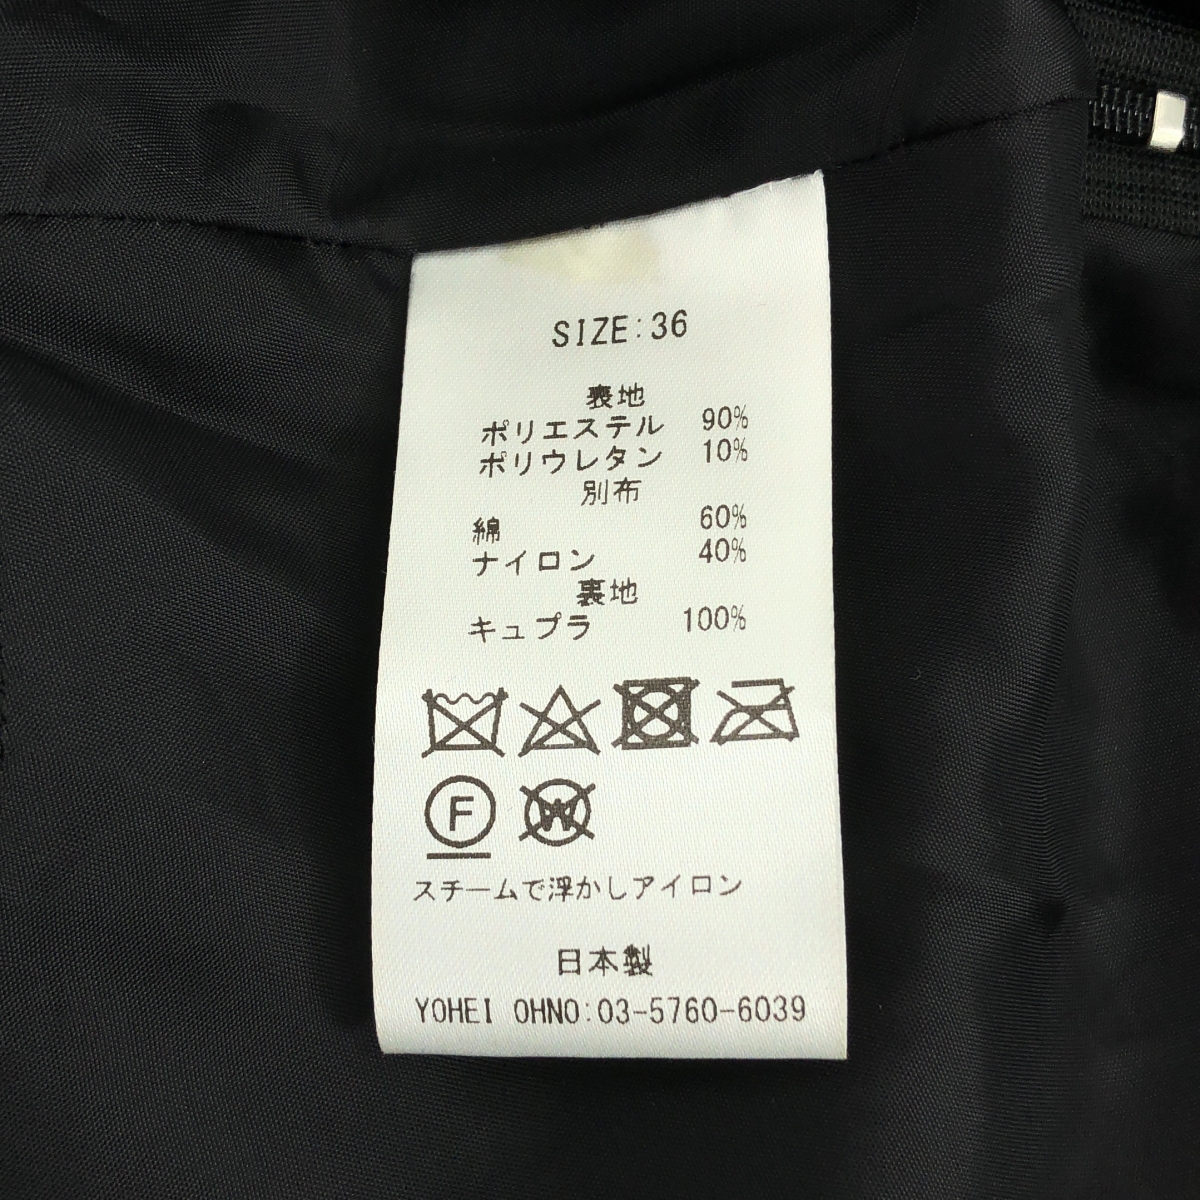 SIZE:36
表地
ポリエステル 90%
ポリウレタン 10%
別布
綿 60%
ナイロン 40%
裏地
キュプラ 100%
F W
スチームで浮かしアイロン
日本製
YOHEI OHNO:03-5760-6039